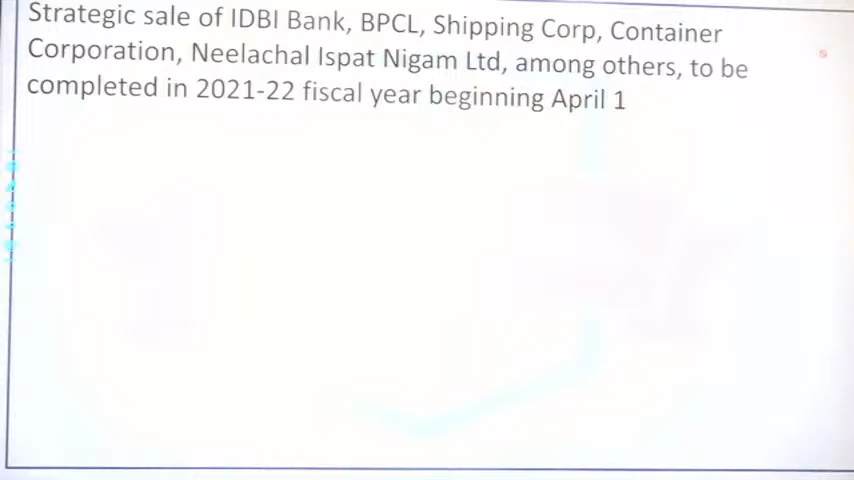 Strategic sale of IDBI Bank, BPCL, Shipping Corp, Container
Corporation, Neelachal Ispat Nigam Ltd, among others, to be
completed in 2021-22 fiscal year beginning April 1